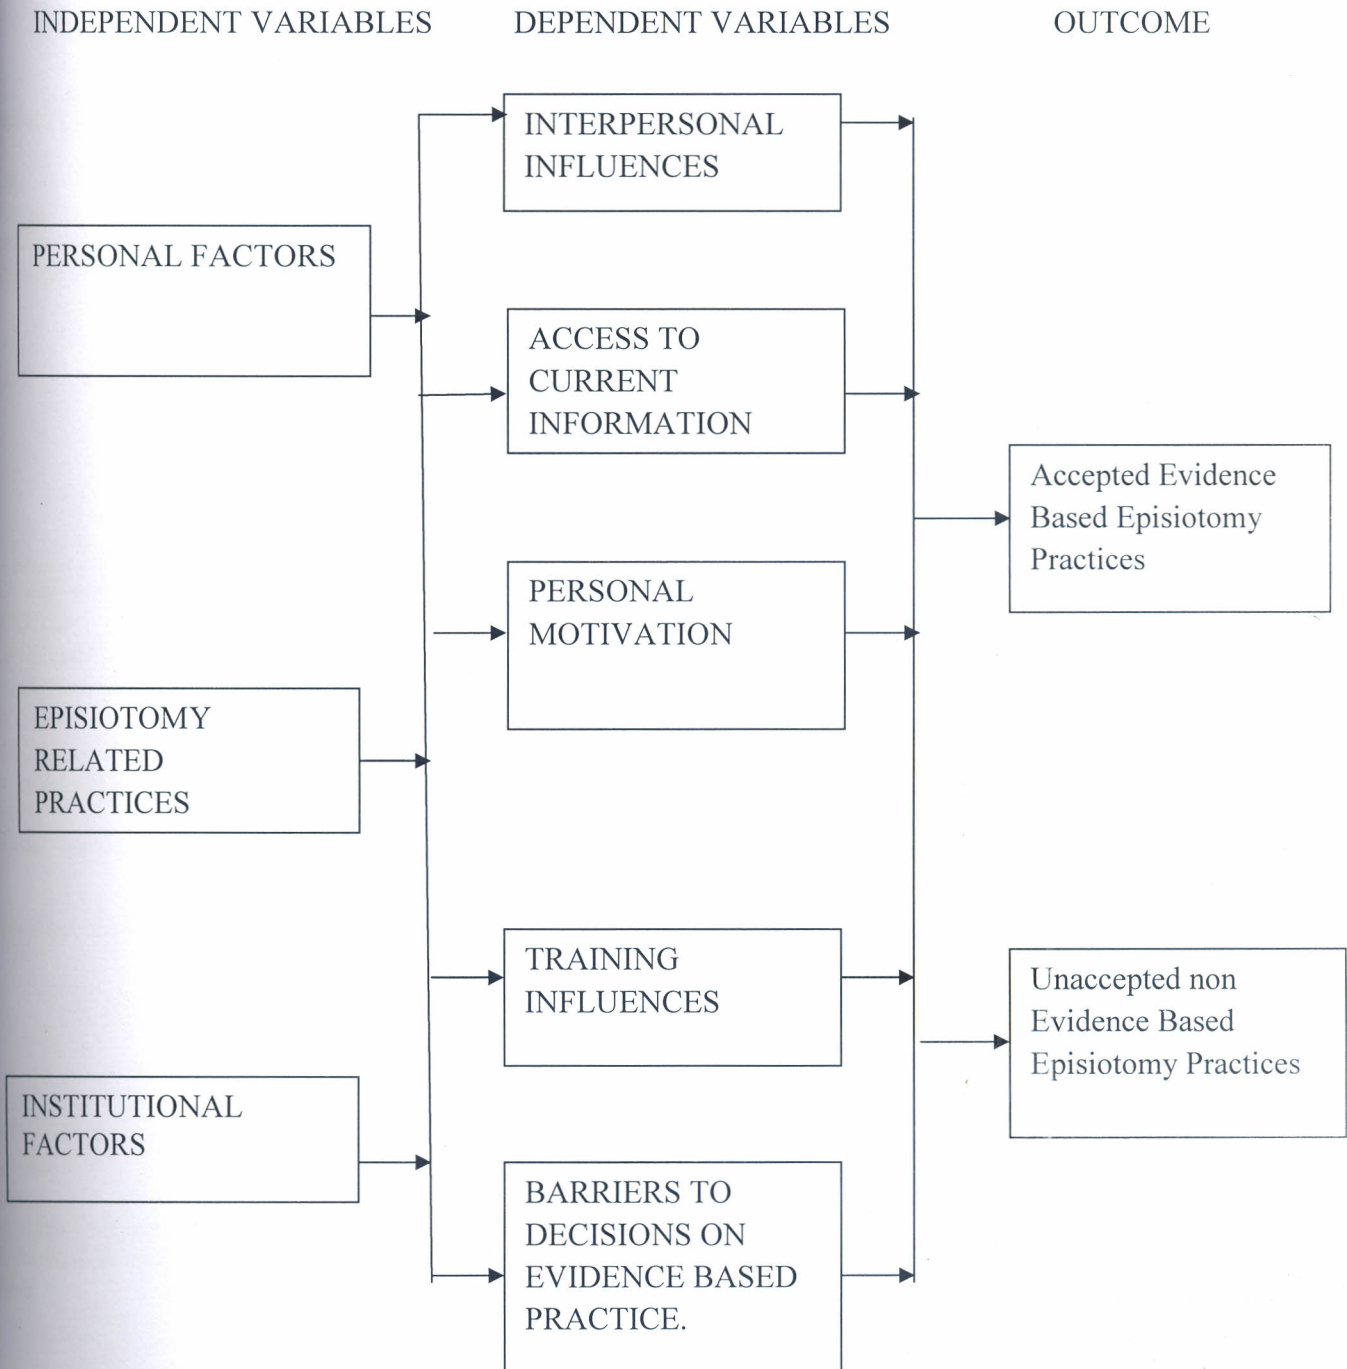 INDEPENDENT VARIABLES
DEPENDENT VARIABLES
OUTCOME
INTERPERSONAL
INFLUENCES
PERSONAL FACTORS
ACCESS TO
CURRENT
INFORMATION
Accepted Evidence
Based Episiotomy
Practices
PERSONAL
MOTIVATION
EPISIOTOMY
RELATED
PRACTICES
TRAINING
INFLUENCES
Unaccepted non
Evidence Based
Episiotomy Practices
INSTITUTIONAL
FACTORS
BARRIERS TO
DECISIONS ON
EVIDENCE BASED
PRACTICE.